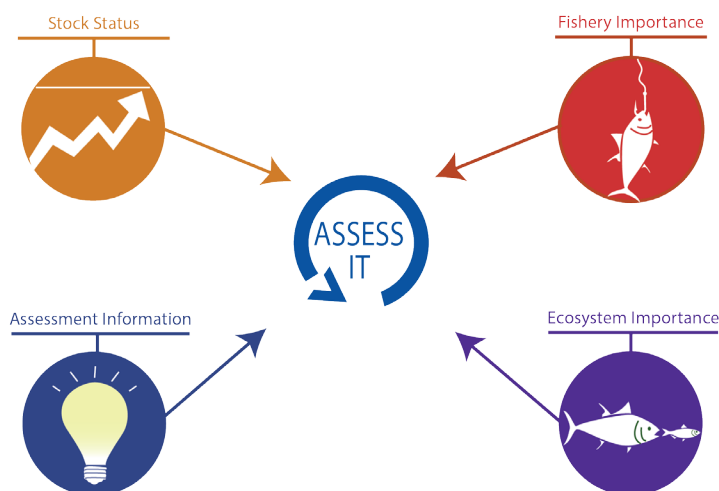 Stock Status
Fishery Importance
ASSESS
IT
Assessment Information
Ecosystem Importance